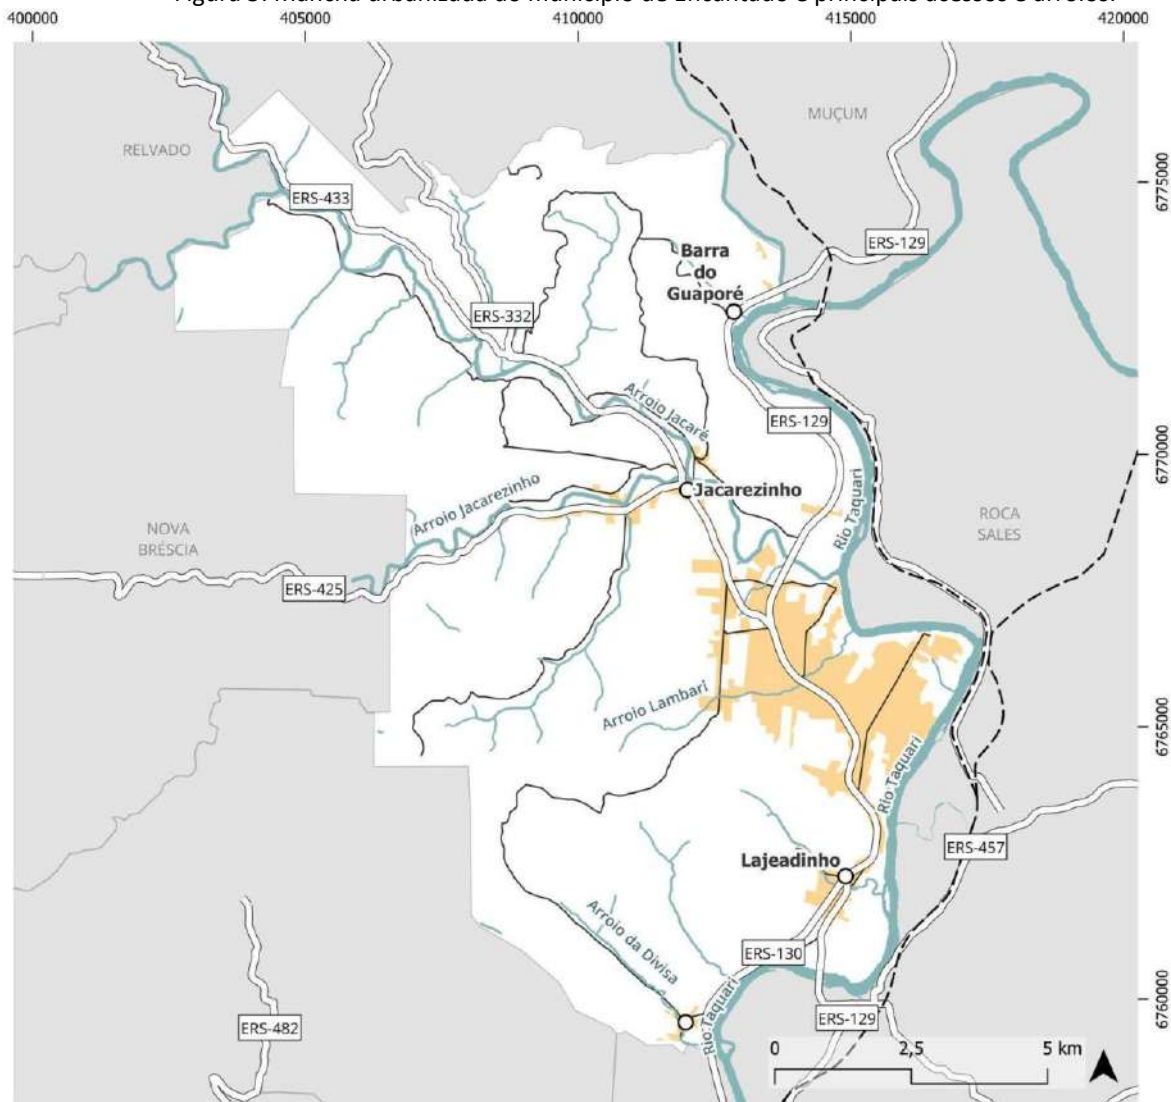 Figura 3. Mancha urbanizada do município de Encantado e principais acessos e arroios.
400000
405000
410000
415000
420000
MUÇUM
RELVADO
6775000
ERS-433
ERS-129
Barra
do
Guaporé
ERS-332
Arroio Jacaré
ERS-129
6770000
Jacarezinho
Arroio Jacarezinho
Rio Taquari
NOVA
BRÉSCIA
ROCA
SALES
ERS-425
Arroio Lambari
6765000
Rio Taquari
ERS-457
Lajeadinho
Arroio da Divisa
ERS-130
Rio Taquari
6760000
ERS-482
ERS-129
0 2,5 5 km